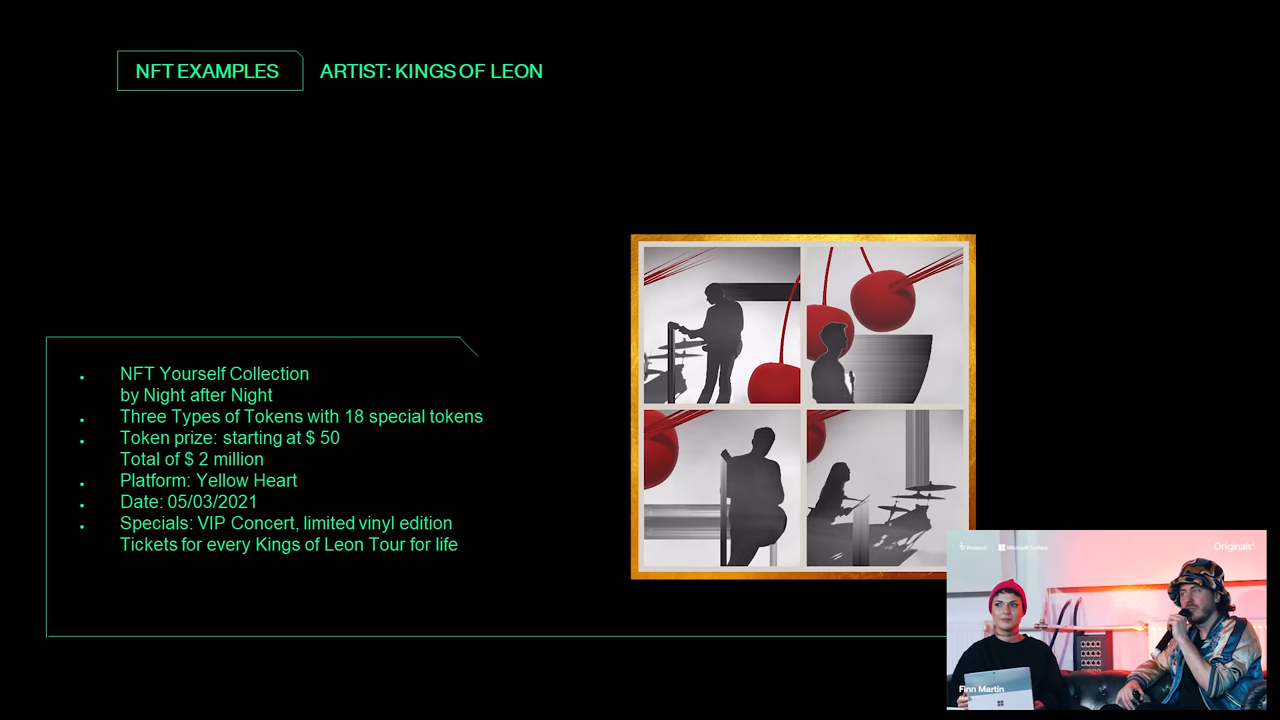 NFT EXAMPLES
ARTIST: KINGS OF LEON
NFT Yourself Collection
by Night after Night
Three Types of Tokens with 18 special tokens
Token prize: starting at $ 50
Total of $ 2 million
Platform: Yellow Heart
Date: 05/03/2021
Specials: VIP Concert, limited vinyl edition
Tickets for every Kings of Leon Tour for life
Microsoft Surface
Originals
Finn Martin